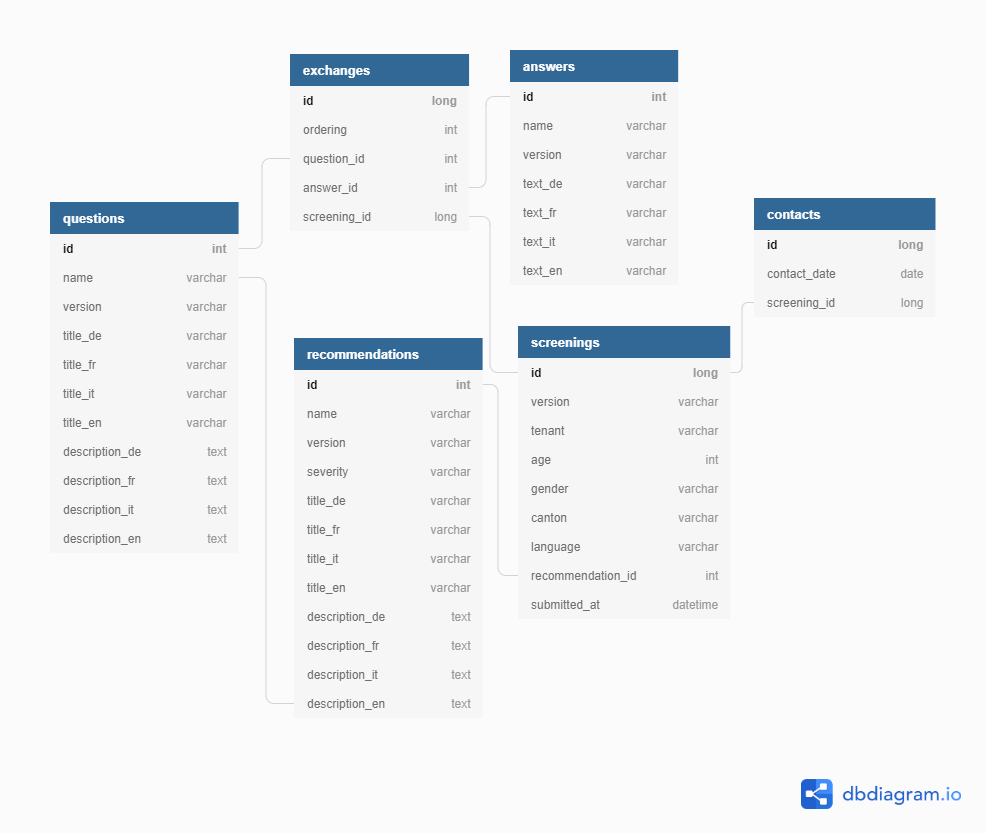 exchanges
id long
ordering int
question_id int
answer_id int
screening_id long
answers
id int
name varchar
version varchar
text_de varchar
text_fr varchar
text_it varchar
text_en varchar
questions
id int
name varchar
version varchar
title_de varchar
title_fr varchar
title_it varchar
title_en varchar
description_de text
description_fr text
description_it text
description_en text
contacts
id long
contact_date date
screening_id long
recommendations
id int
name varchar
version varchar
severity varchar
title_de varchar
title_fr varchar
title_it varchar
title_en varchar
description_de text
description_fr text
description_it text
description_en text
screenings
id long
version varchar
tenant varchar
age int
gender varchar
canton varchar
language varchar
recommendation_id int
submitted_at datetime
dbdiagram.io